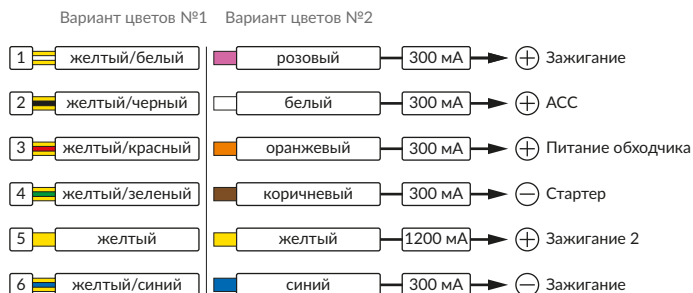 Вариант цветов №1 Вариант цветов №2
1 желтый/белый розовый 300 мА + Зажигание
2 желтый/черный белый 300 мА + АСС
3 желтый/красный оранжевый 300 мА + Питание обходчика
4 желтый/зеленый коричневый 300 мА − Стартер
5 желтый желтый 1200 мА + Зажигание 2
6 желтый/синий синий 300 мА − Зажигание